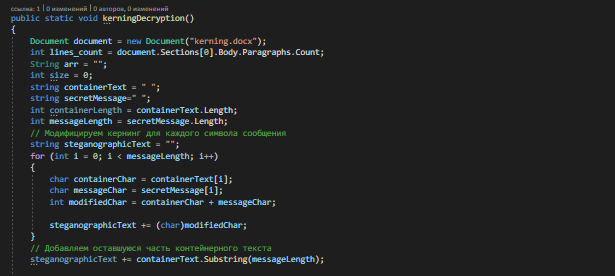 ссылка: 1 | 0 изменений | 0 авторов, 0 изменений
public static void kerningDecryption()
{
Document document = new Document("kerning.docx");
int lines_count = document.Sections[0].Body.Paragraphs.Count;
String arr = "";
int size = 0;
string containerText = " ";
string secretMessage=" ";
int containerLength = containerText.Length;
int messageLength = secretMessage.Length;
// Модифицируем кернинг для каждого символа сообщения
string steganographicText = "";
for (int i = 0; i < messageLength; i++)
{
char containerChar = containerText[i];
char messageChar = secretMessage[i];
int modifiedChar = containerChar + messageChar;
steganographicText += (char)modifiedChar;
}
// Добавляем оставшуюся часть контейнерного текста
steganographicText += containerText.Substring(messageLength);